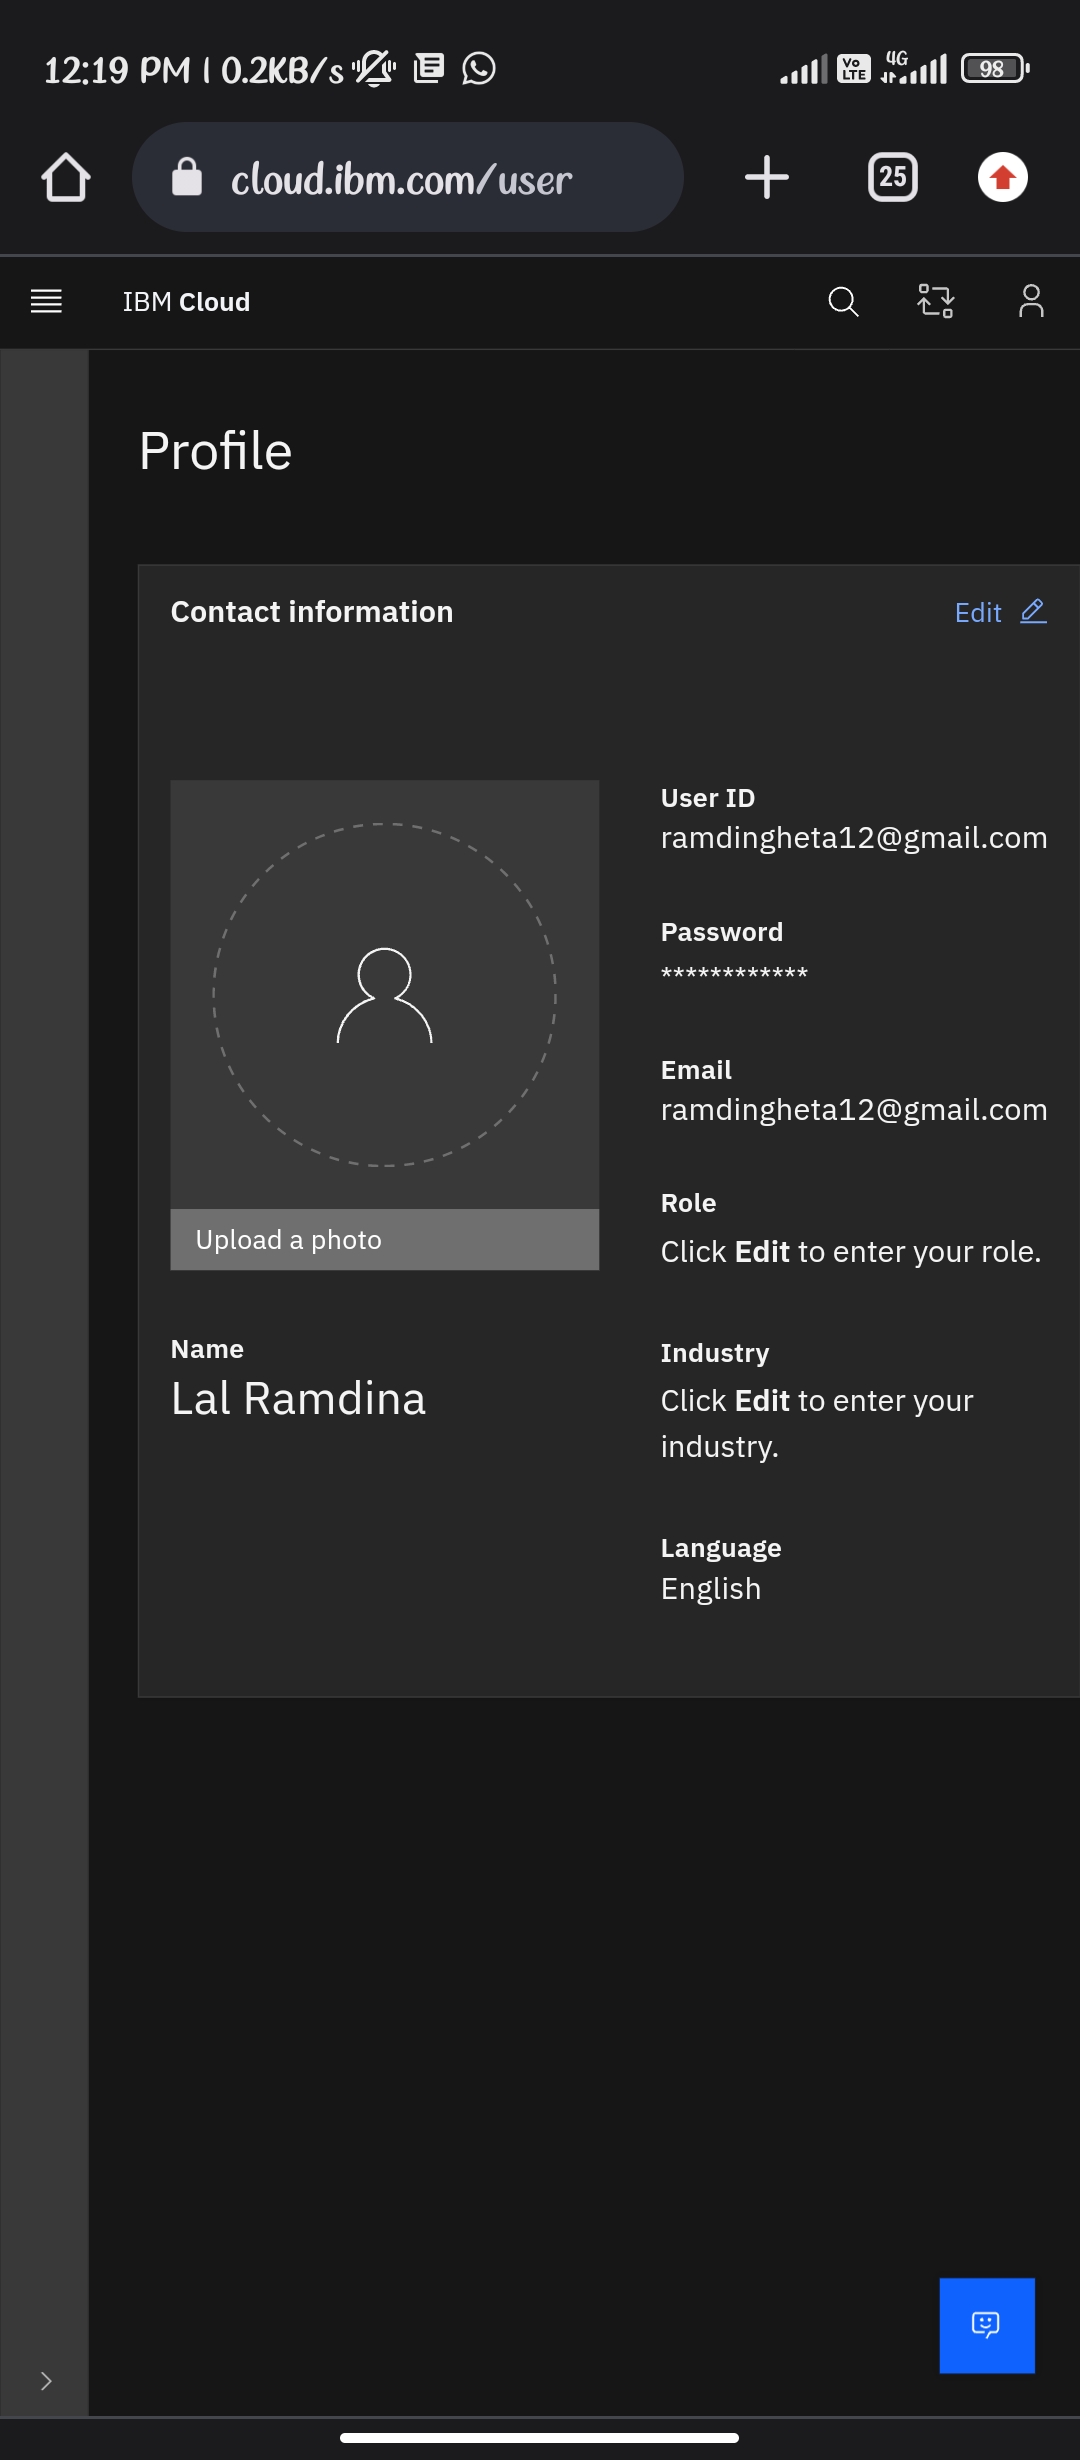 12:19 PM | 0.2KB/s
Vo LTE 4G 98
cloud.ibm.com/user
25
IBM Cloud
Profile
Contact information
Edit
User ID
ramdingheta12@gmail.com
Password
************
Email
ramdingheta12@gmail.com
Role
Click Edit to enter your role.
Upload a photo
Name
Lal Ramdina
Industry
Click Edit to enter your
industry.
Language
English